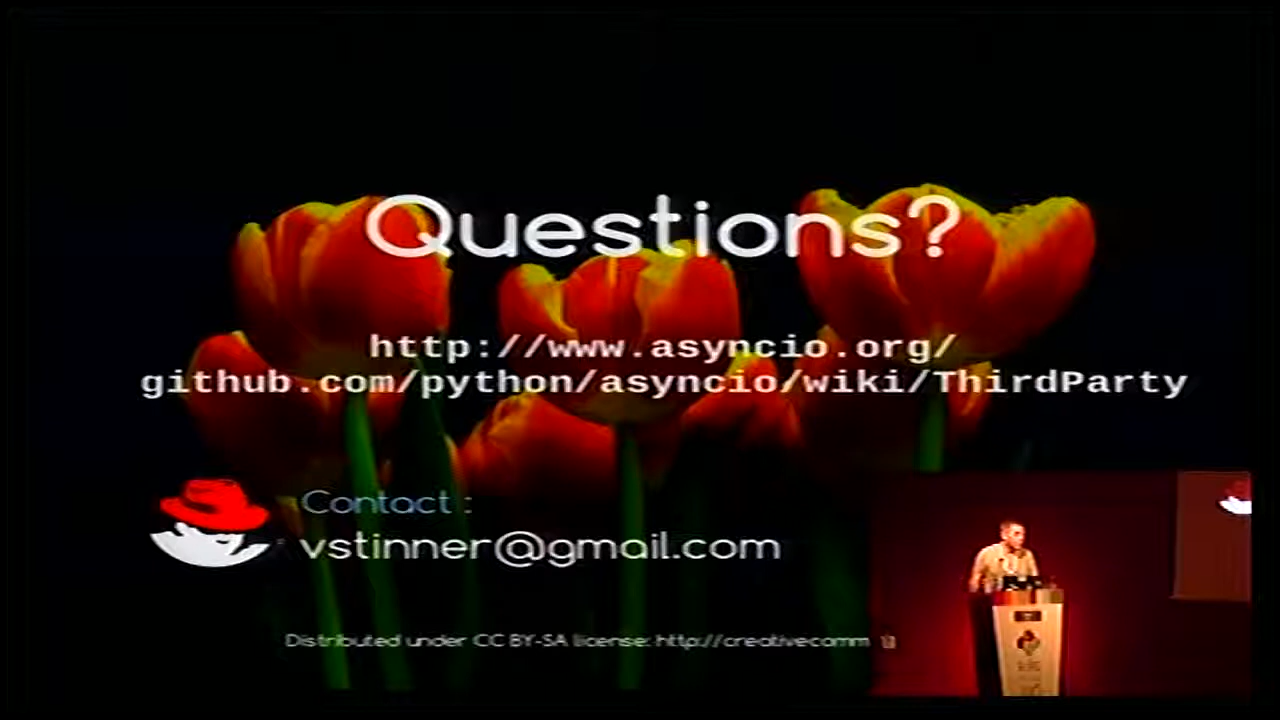 Questions?
http://www.asyncio.org/
github.com/python/asyncio/wiki/ThirdParty
Contact :
vstinner@gmail.com
Distributed under CC BY-SA license: http://creativecomm